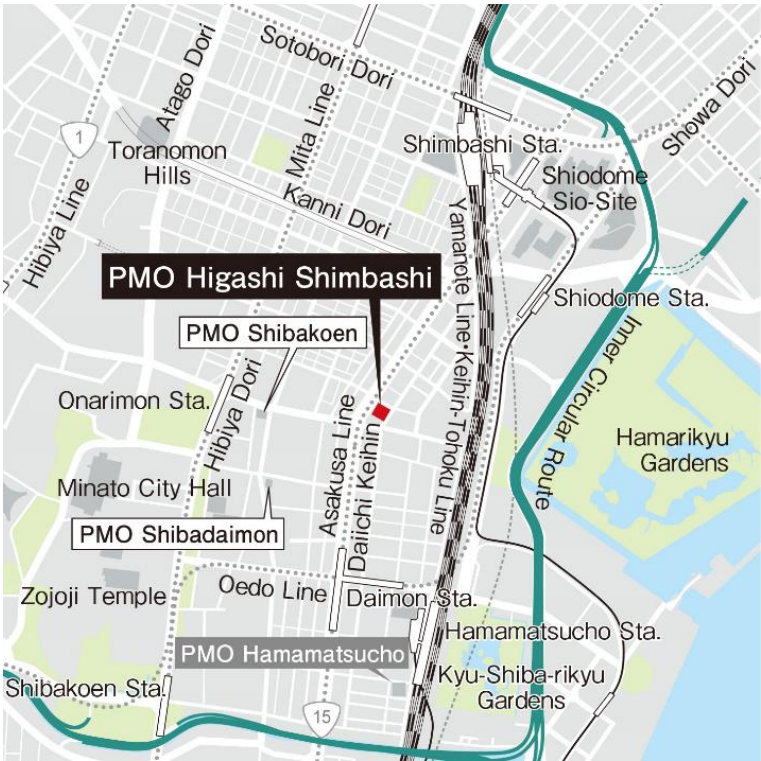 Sotobori Dori
Atago Dori
Mita Line
Showa Dori
1
Toranomon
Hills
Shimbashi Sta.
Shiodome
Sio-Site
Kanni Dori
Hibiya Line
Yamanote Line・Keihin-Tohoku Line
PMO Higashi Shimbashi
Shiodome Sta.
PMO Shibakoen
Inner Circular Route
Onarimon Sta.
Hibiya Dori
Asakusa Line
Daiichi Keihin
Hamarikyu
Gardens
Minato City Hall
PMO Shibadaimon
Zojoji Temple
Oedo Line
Daimon Sta.
Hamamatsucho Sta.
PMO Hamamatsucho
Kyu-Shiba-rikyu
Gardens
Shibakoen Sta.
15